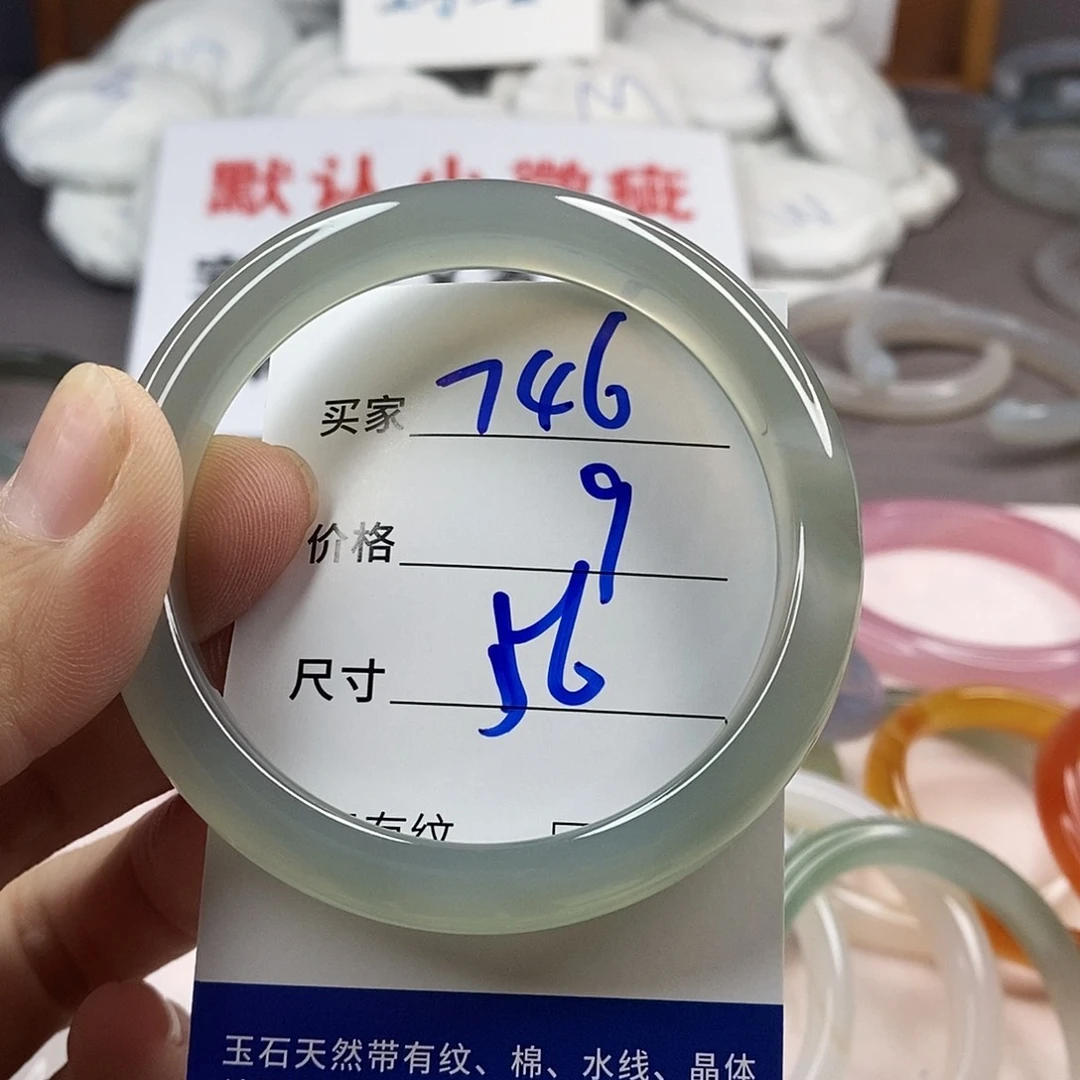 默认小微疵
买家 746
价格 9
尺寸 56
有纹
玉石天然带有纹、棉、水线、晶体